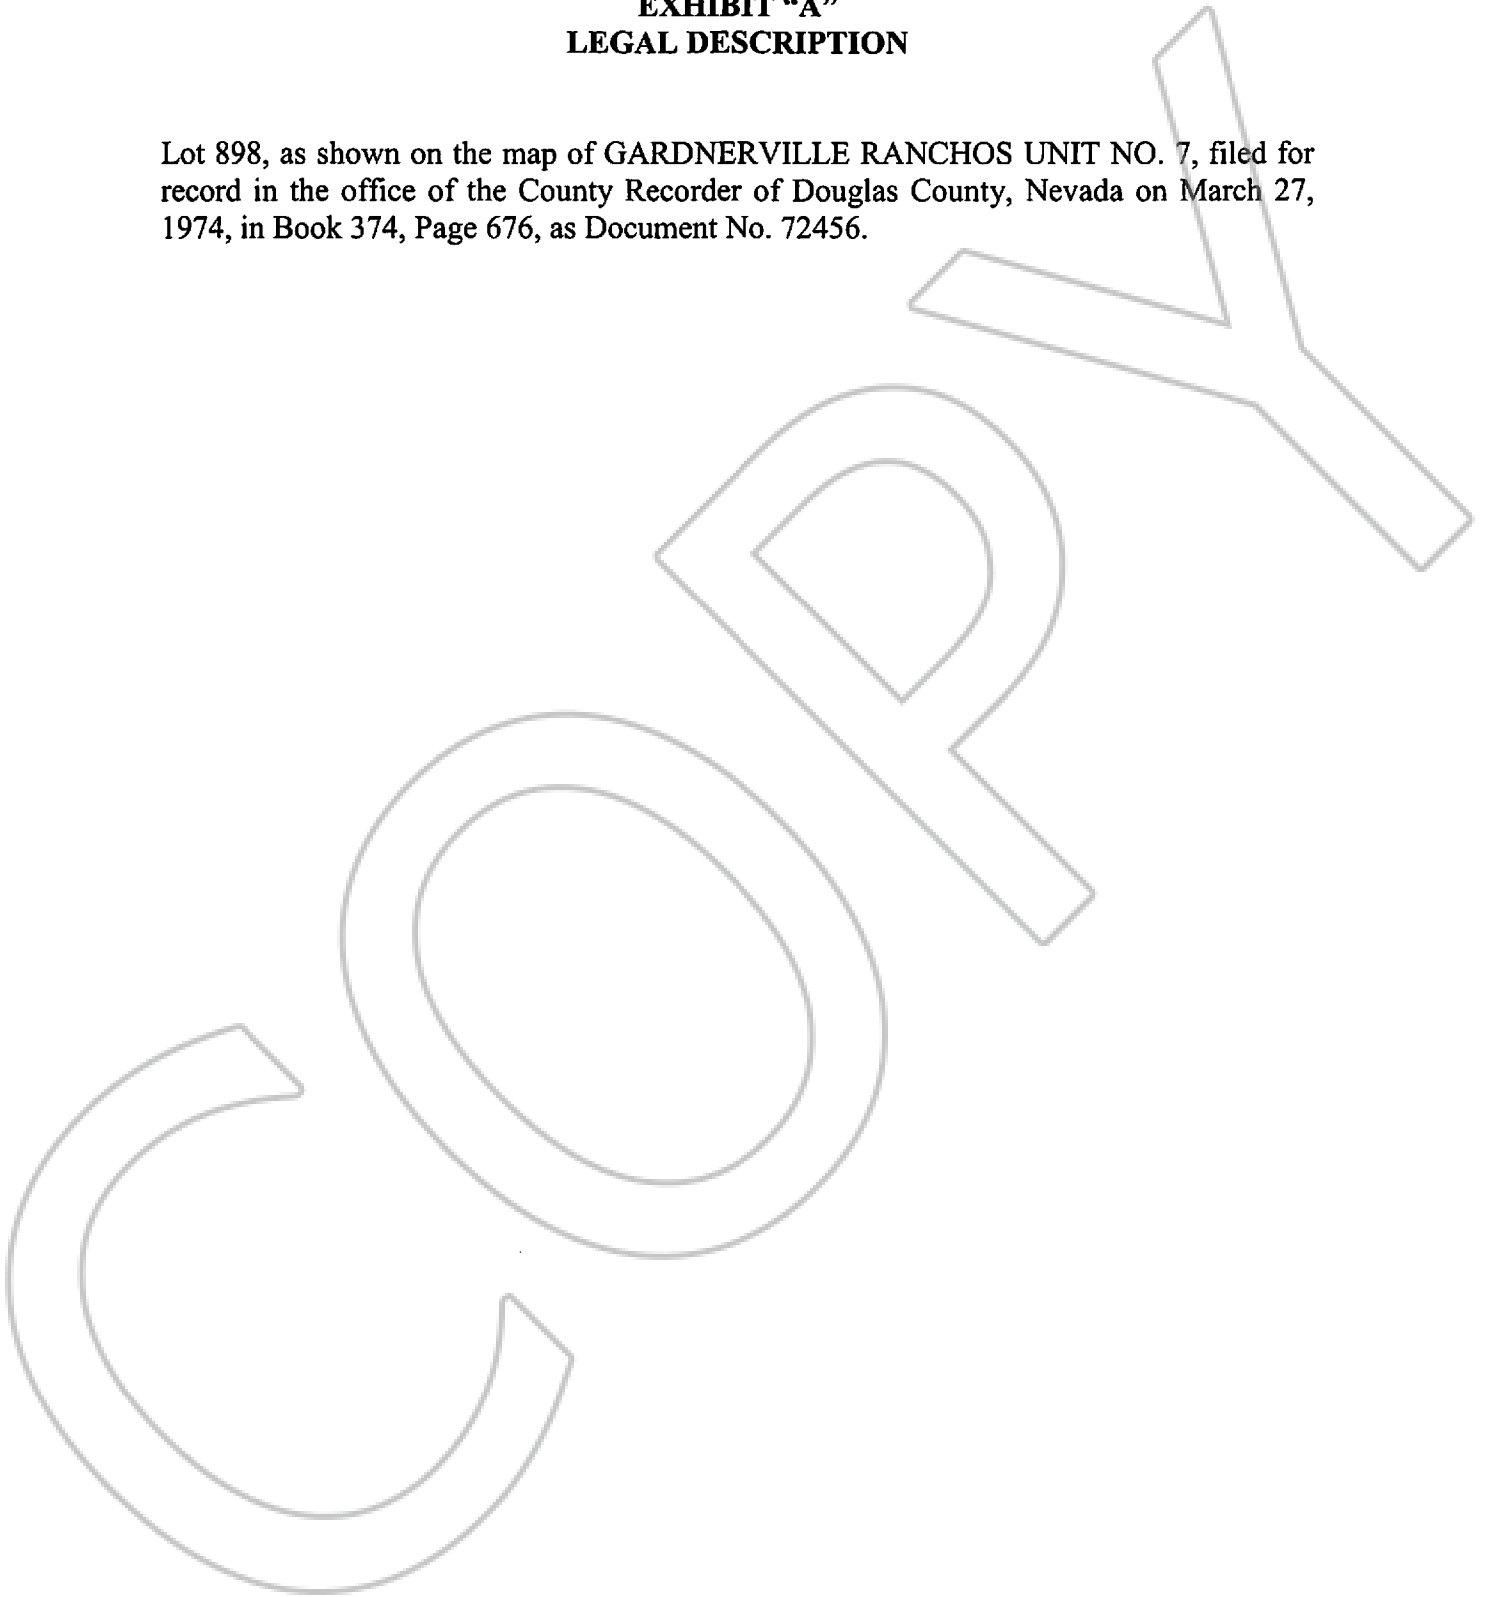 EXHIBIT “A”
LEGAL DESCRIPTION
Lot 898, as shown on the map of GARDNERVILLE RANCHOS UNIT NO. 7, filed for
record in the office of the County Recorder of Douglas County, Nevada on March 27,
1974, in Book 374, Page 676, as Document No. 72456.
COPY